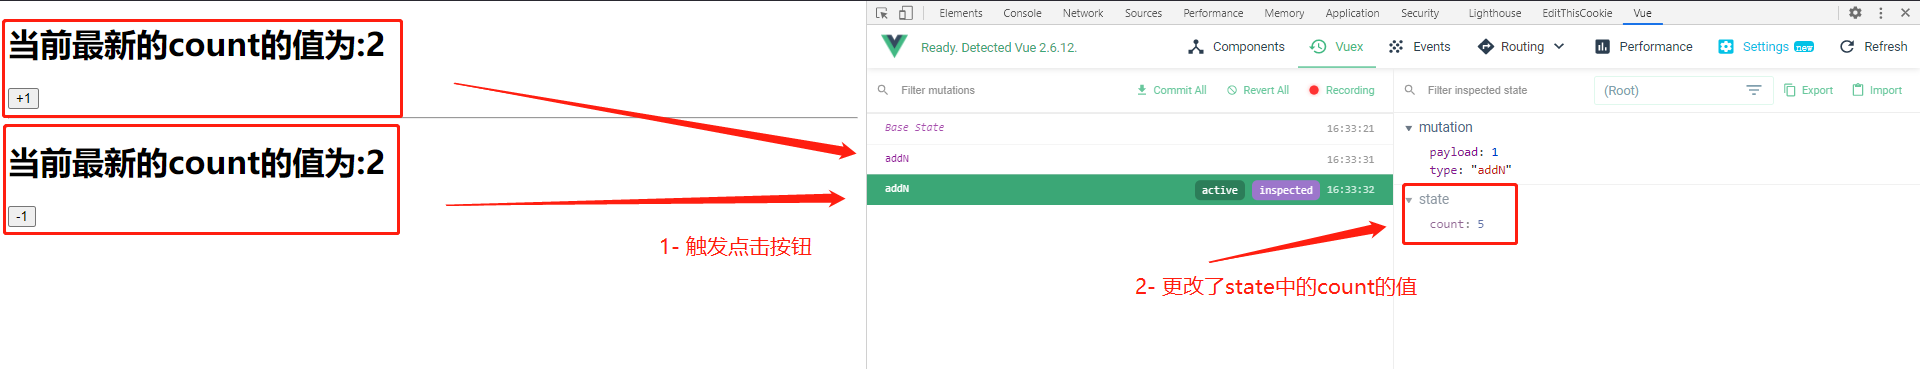 当前最新的count的值为:2
+1
当前最新的count的值为:2
-1
1- 触发点击按钮
Elements Console Network Sources Performance Memory Application Security Lighthouse EditThisCookie Vue
Ready. Detected Vue 2.6.12. Components Vuex Events Routing Performance Settings new Refresh
Filter mutations Commit All Revert All Recording
Base State 16:33:21
addN 16:33:31
addN active inspected 16:33:32
2- 更改了state中的count的值
Filter inspected state (Root) Export Import
mutation
payload: 1
type: "addN"
state
count: 5